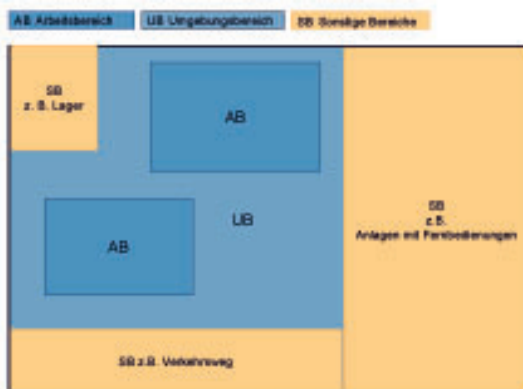 AB Arbeitsbereich
UB Umgebungsbereich
SB Sonstige Bereiche
SB
z. B. Lager
AB
AB
UB
SB
z.B.
Anlagen mit Fernbedienungen
SB z.B. Verkehrsweg